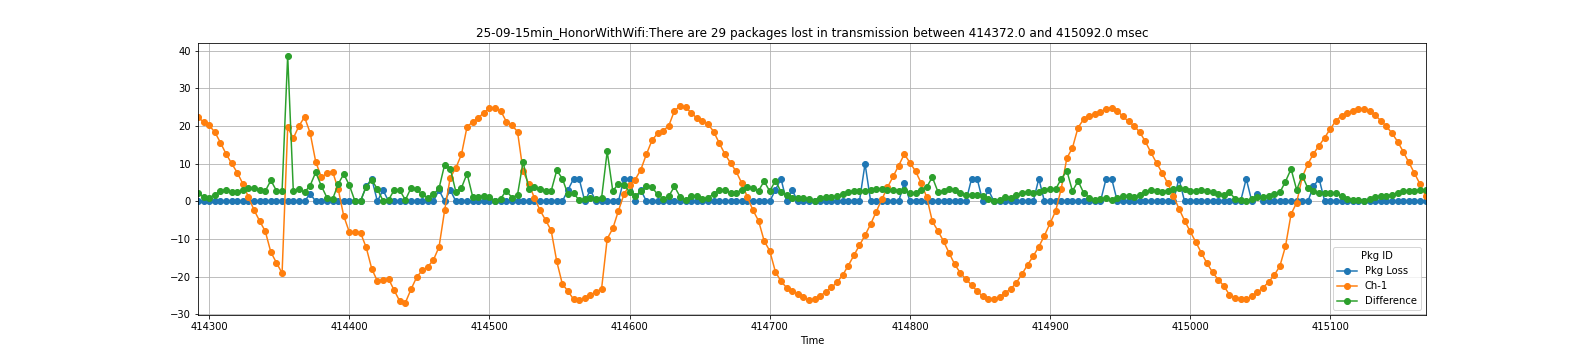 25-09-15min_HonorWithWifi:There are 29 packages lost in transmission between 414372.0 and 415092.0 msec
40
30
20
10
0
−10
−20
−30
414300 414400 414500 414600 414700 414800 414900 415000 415100
Time
Pkg ID
Pkg Loss
Ch-1
Difference